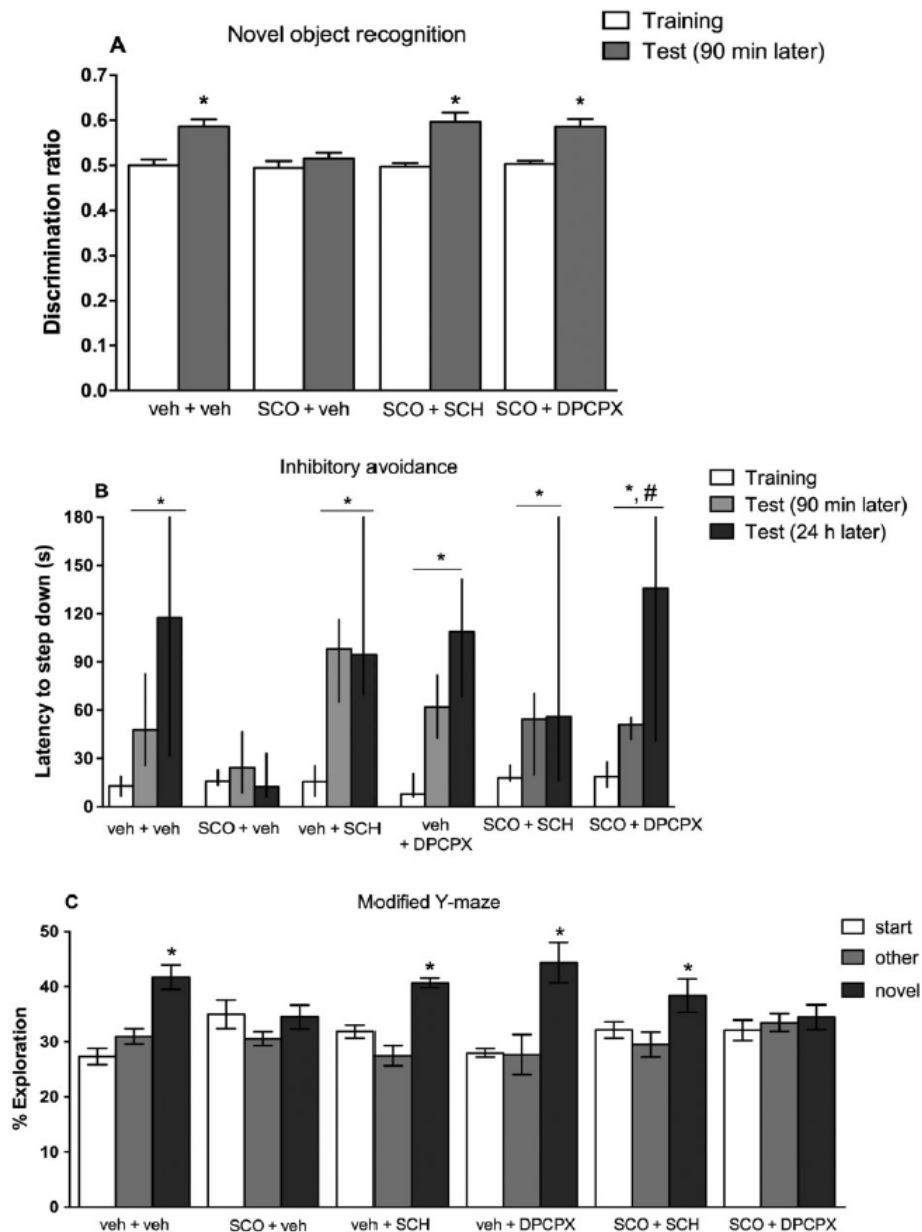 A
Novel object recognition
Training
Test (90 min later)
Discrimination ratio
0.7
0.6
0.5
0.4
0.3
0.2
0.1
0.0
* * *
veh + veh SCO + veh SCO + SCH SCO + DPCPX
Inhibitory avoidance
B
Training
Test (90 min later)
Test (24 h later)
Latency to step down (s)
180
150
120
90
60
30
0
* * * * *, #
veh + veh SCO + veh veh + SCH veh + DPCPX SCO + SCH SCO + DPCPX
C
Modified Y-maze
start
other
novel
% Exploration
50
40
30
20
10
0
* * * *
veh + veh SCO + veh veh + SCH veh + DPCPX SCO + SCH SCO + DPCPX